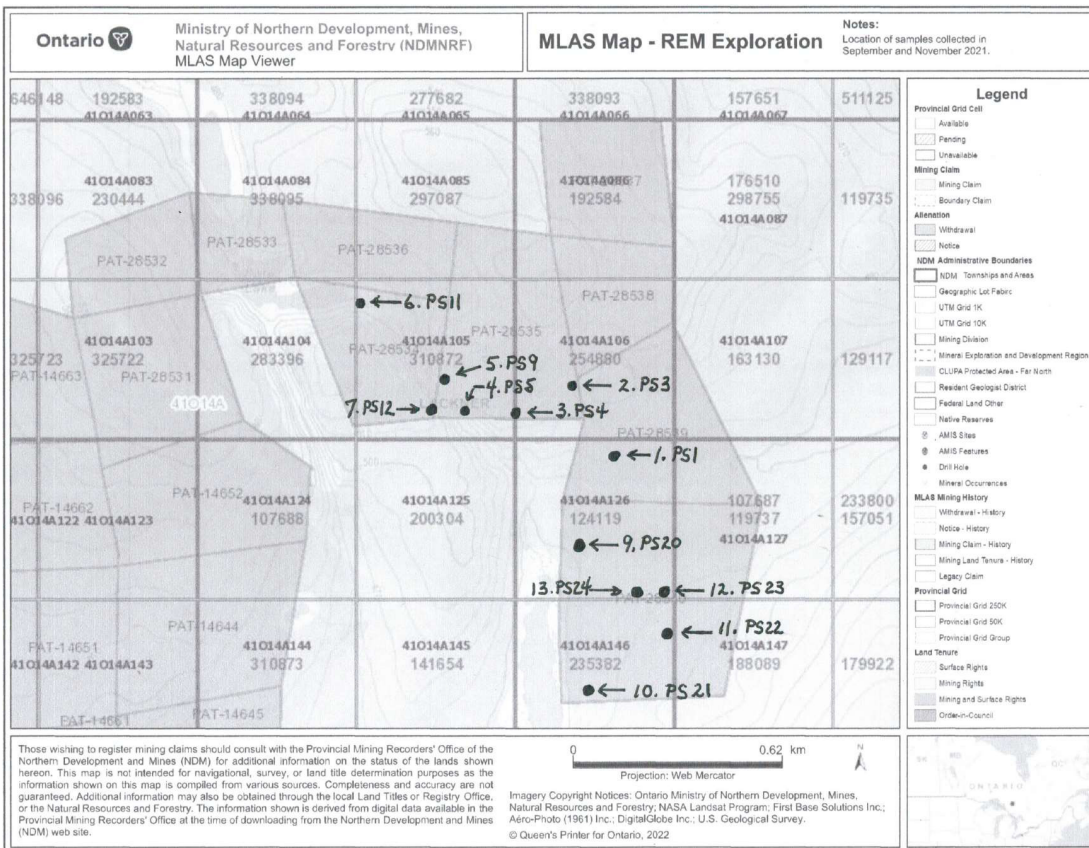 Ontario
Ministry of Northern Development, Mines,
Natural Resources and Forestry (NDMNRF)
MLAS Map Viewer
MLAS Map - REM Exploration
Notes:
Location of samples collected in
September and November 2021.
646148 192583 338094 277682 338093 157651 511125
41O14A063 41O14A064 41O14A065 41O14A066 41O14A067
41O14A083 41O14A084 41O14A085 41O14A086 176510
338096 230444 338095 297087 192584 298755 119735
41O14A087
PAT-28532 PAT-28533 PAT-28536
PAT-28538
6. PS11
41O14A103 41O14A104 41O14A105 PAT-28535 41O14A106 41O14A107
325723 325722 283396 310872 254880 163130 129117
PAT-14663 PAT-28531
5. PS9
4. PS5
2. PS3
7. PS12
LACKNER
3. PS4
41O14A
1. PS1
PAT-14652
PAT-14662
41O14A124 41O14A125 41O14A126 107687 233800
41O14A122 41O14A123 107688 200304 124119 119737 157051
41O14A127
9. PS20
13. PS24
12. PS23
PAT-14644
11. PS22
PAT-14651
41O14A144 41O14A145 41O14A146 41O14A147
41O14A142 41O14A143 310873 141654 235382 188089 179922
10. PS21
PAT-14661 PAT-14645
Legend
Provincial Grid Cell
Available
Pending
Unavailable
Mining Claim
Mining Claim
Boundary Claim
Alienation
Withdrawal
Notice
NDM Administrative Boundaries
NDM Townships and Areas
Geographic Lot Fabric
UTM Grid 1K
UTM Grid 10K
Mining Division
Mineral Exploration and Development Region
CLUPA Protected Area - Far North
Resident Geologist District
Federal Land Other
Native Reserves
AMIS Sites
AMIS Features
Drill Hole
Mineral Occurrences
MLAS Mining History
Withdrawal - History
Notice - History
Mining Claim - History
Mining Land Tenure - History
Legacy Claim
Provincial Grid
Provincial Grid 250K
Provincial Grid 50K
Provincial Grid Group
Land Tenure
Surface Rights
Mining Rights
Mining and Surface Rights
Order-in-Council
Those wishing to register mining claims should consult with the Provincial Mining Recorders' Office of the
Northern Development and Mines (NDM) for additional information on the status of the lands shown
hereon. This map is not intended for navigational, survey, or land title determination purposes as the
information shown on this map is compiled from various sources. Completeness and accuracy are not
guaranteed. Additional information may also be obtained through the local Land Titles or Registry Office,
or the Natural Resources and Forestry. The information shown is derived from digital data available in the
Provincial Mining Recorders' Office at the time of downloading from the Northern Development and Mines
(NDM) web site.
0 0.62 km
Projection: Web Mercator
N
Imagery Copyright Notices: Ontario Ministry of Northern Development, Mines,
Natural Resources and Forestry; NASA Landsat Program; First Base Solutions Inc.;
Aéro-Photo (1961) Inc.; DigitalGlobe Inc.; U.S. Geological Survey.
© Queen's Printer for Ontario, 2022
ONTARIO